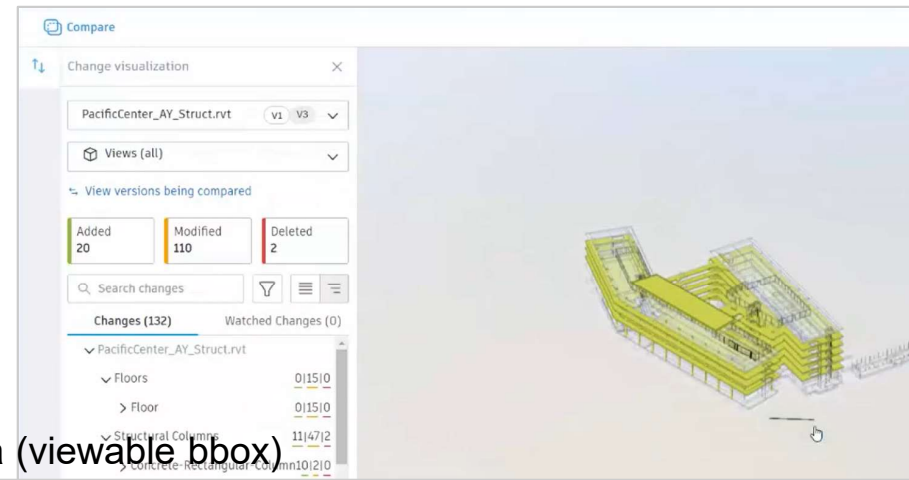 Compare
Change visualization
PacificCenter_AY_Struct.rvt V1 V3
Views (all)
View versions being compared
Added Modified Deleted
20 110 2
Search changes
Changes (132) Watched Changes (0)
PacificCenter_AY_Struct.rvt
Floors 0|15|0
Floor 0|15|0
Structural Columns 11|47|2
(viewable bbox)
Concrete-Rectangular-Column 10|2|0